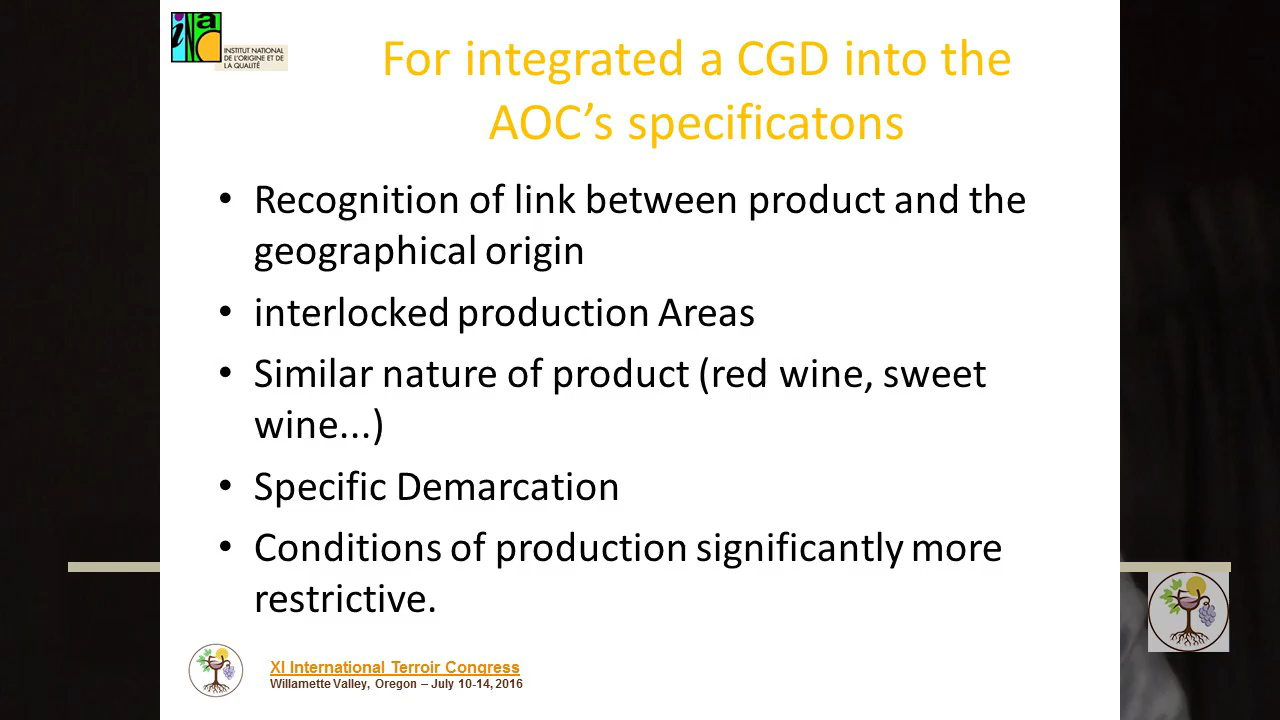 inao
INSTITUT NATIONAL
DE L'ORIGINE ET DE
LA QUALITÉ
For integrated a CGD into the
AOC's specificatons
• Recognition of link between product and the
geographical origin
• interlocked production Areas
• Similar nature of product (red wine, sweet
wine...)
• Specific Demarcation
• Conditions of production significantly more
restrictive.
XI International Terroir Congress
Willamette Valley, Oregon – July 10-14, 2016